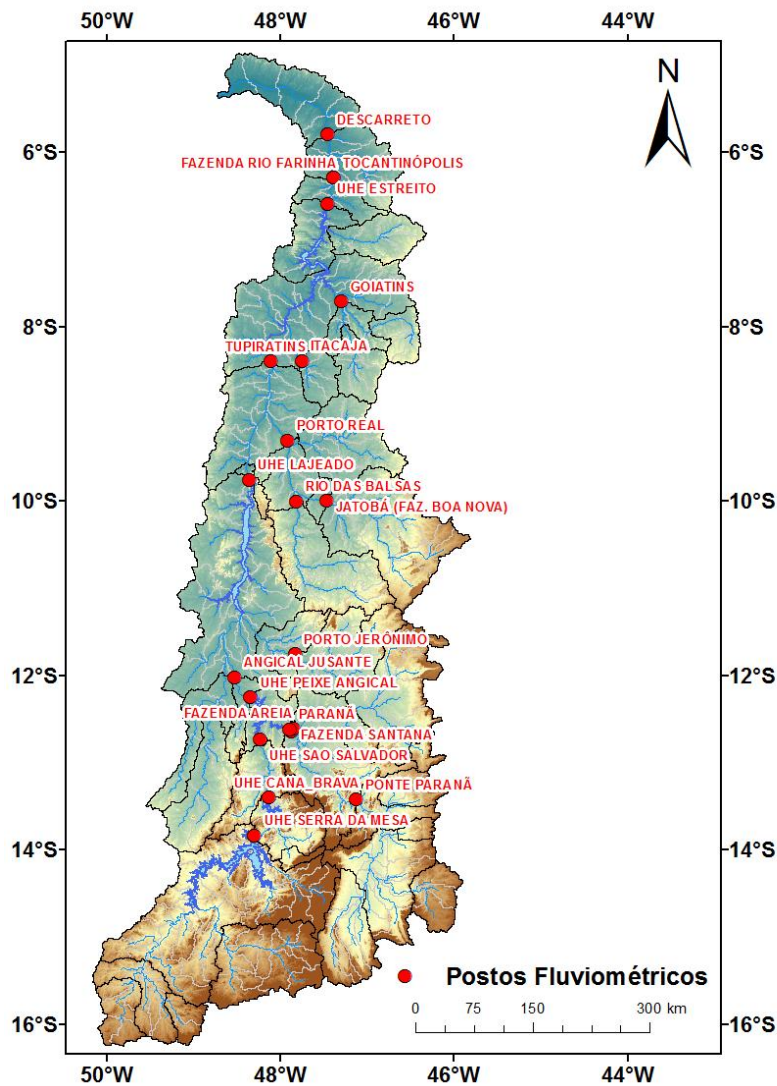 50°W 48°W 46°W 44°W
N
DESCARRETO
6°S 6°S
FAZENDA RIO FARINHA TOCANTINÓPOLIS
UHE ESTREITO
GOIATINS
8°S 8°S
TUPIRATINS ITACAJA
PORTO REAL
UHE LAJEADO
RIO DAS BALSAS
10°S 10°S
JATOBÁ (FAZ. BOA NOVA)
PORTO JERÔNIMO
ANGICAL JUSANTE
12°S 12°S
UHE PEIXE ANGICAL
FAZENDA AREIA PARANÃ
FAZENDA SANTANA
UHE SAO SALVADOR
UHE CANA_BRAVA PONTE PARANÃ
UHE SERRA DA MESA
14°S 14°S
Postos Fluviométricos
0 75 150 300 km
16°S 16°S
50°W 48°W 46°W 44°W